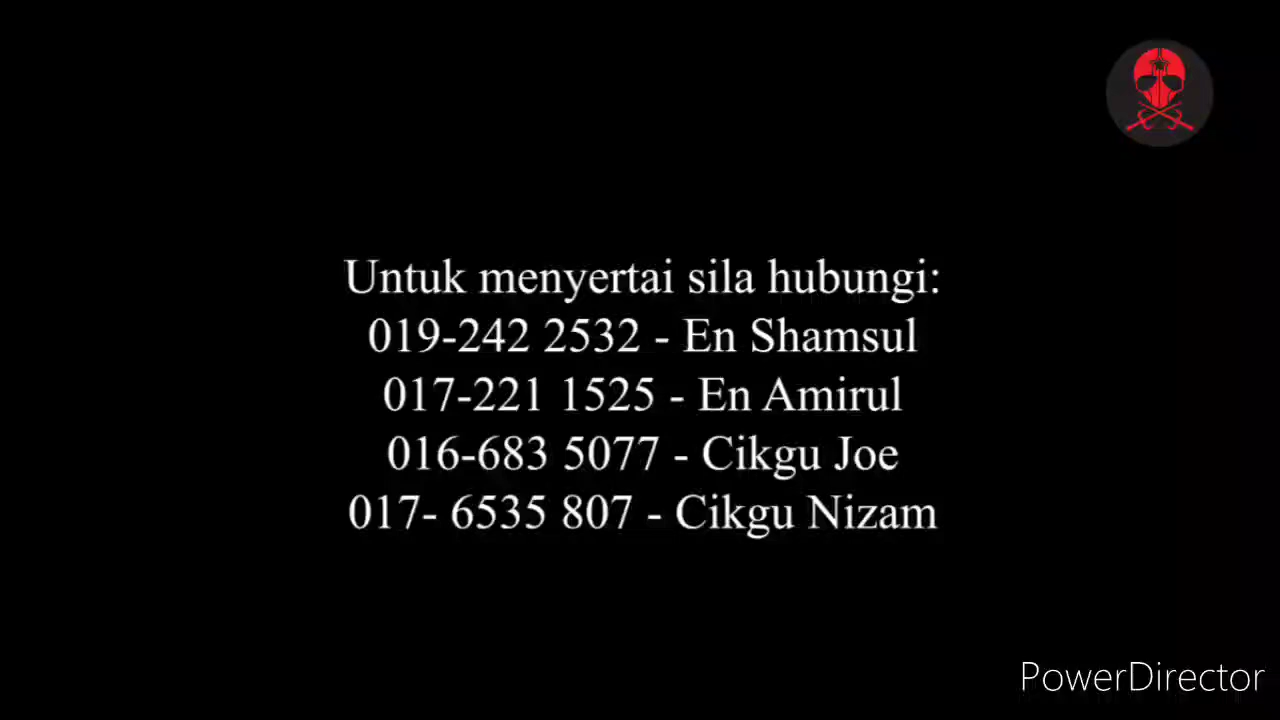 Untuk menyertai sila hubungi:
019-242 2532 - En Shamsul
017-221 1525 - En Amirul
016-683 5077 - Cikgu Joe
017- 6535 807 - Cikgu Nizam
PowerDirector